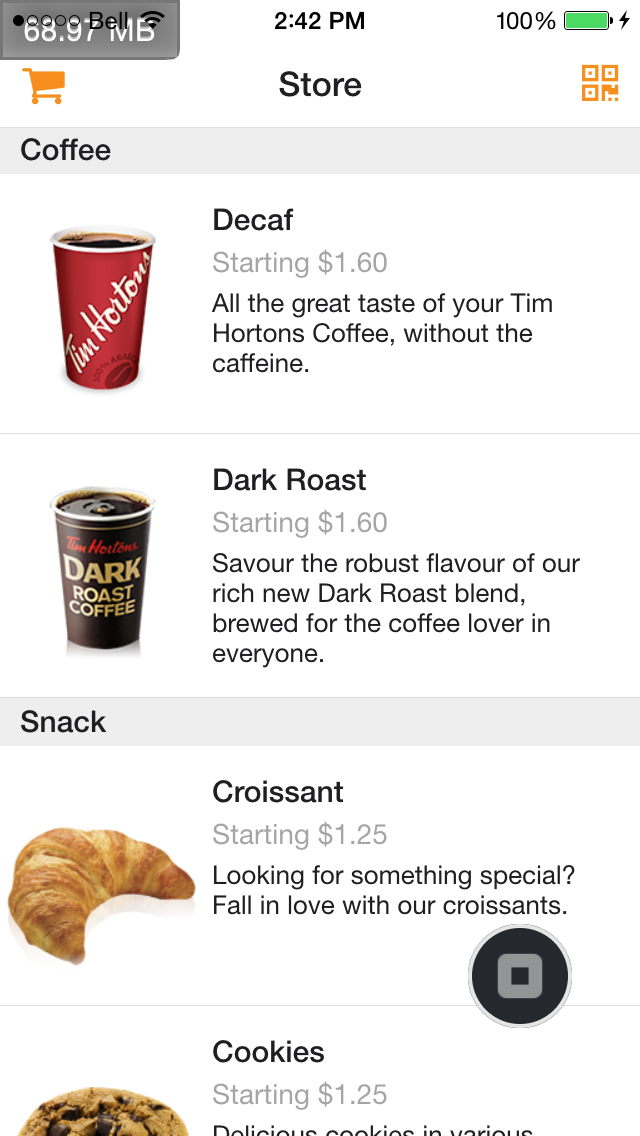 Bell 2:42 PM 100%
68.97 MB
Store
Coffee
Decaf
Starting $1.60
All the great taste of your Tim
Hortons Coffee, without the
caffeine.
Tim Hortons
100% ARABICA
Dark Roast
Starting $1.60
Savour the robust flavour of our
rich new Dark Roast blend,
brewed for the coffee lover in
everyone.
Tim Hortons
DARK
ROAST
COFFEE
Snack
Croissant
Starting $1.25
Looking for something special?
Fall in love with our croissants.
Cookies
Starting $1.25
Delicious cookies in various